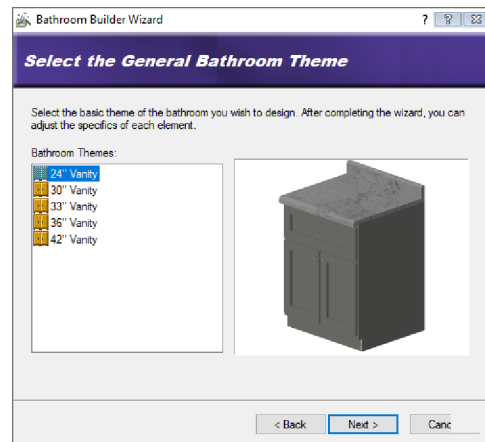 Bathroom Builder Wizard
Select the General Bathroom Theme
Select the basic theme of the bathroom you wish to design. After completing the wizard, you can
adjust the specifics of each element.
Bathroom Themes:
24" Vanity
30" Vanity
33" Vanity
36" Vanity
42" Vanity
< Back Next > Canc